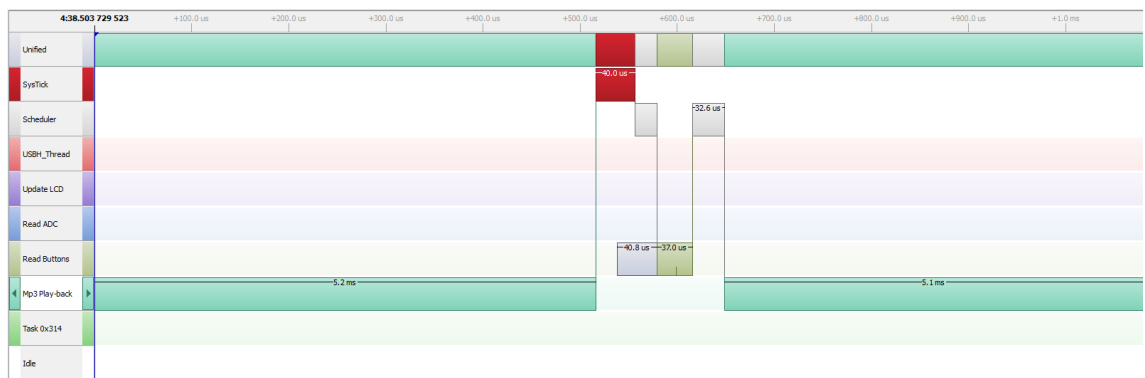 4:38.503 729 523 +100.0 us +200.0 us +300.0 us +400.0 us +500.0 us +600.0 us +700.0 us +800.0 us +900.0 us +1.0 ms
Unified
SysTick 40.0 us
Scheduler 32.6 us
USBH_Thread
Update LCD
Read ADC
Read Buttons 40.8 us 37.0 us
Mp3 Play-back 5.2 ms 5.1 ms
Task 0x314
Idle